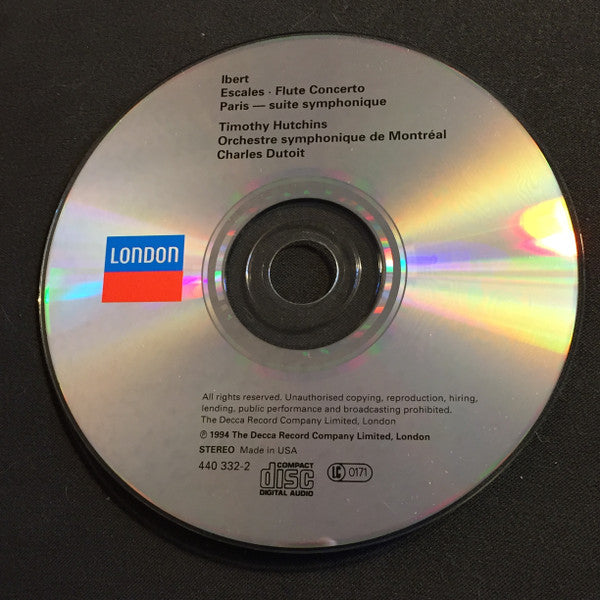 Ibert
Escales · Flute Concerto
Paris — suite symphonique
Timothy Hutchins
Orchestre symphonique de Montréal
Charles Dutoit
LONDON
All rights reserved. Unauthorised copying, reproduction, hiring,
lending, public performance and broadcasting prohibited.
The Decca Record Company Limited, London
℗ 1994 The Decca Record Company Limited, London
STEREO Made in USA
440 332-2
COMPACT
disc
DIGITAL AUDIO
LC 0171